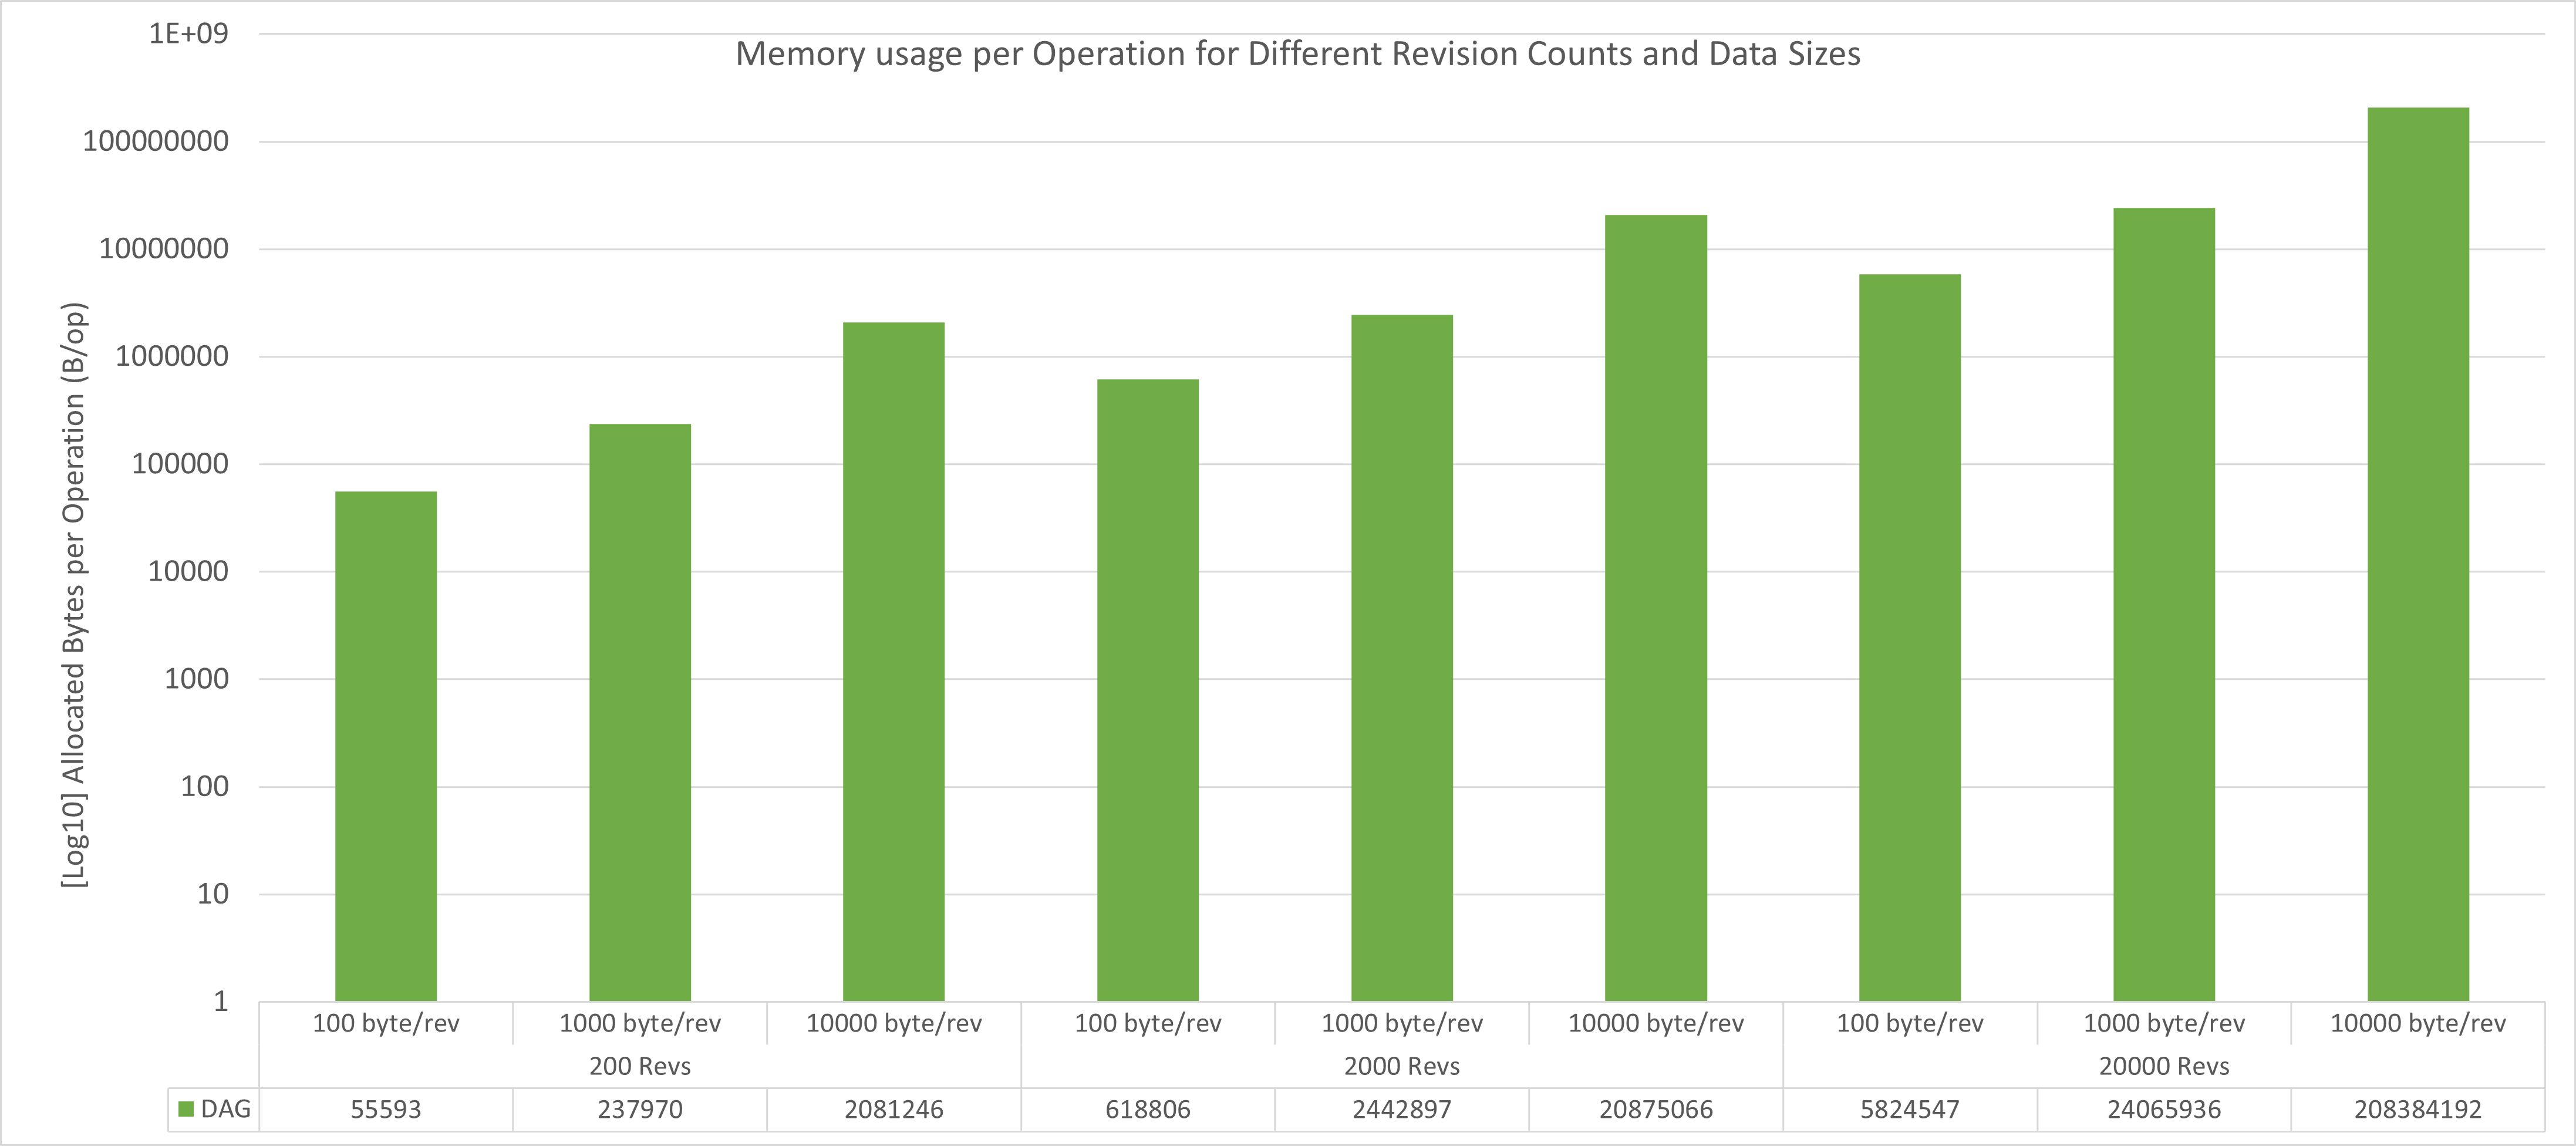 Memory usage per Operation for Different Revision Counts and Data Sizes
[Log10] Allocated Bytes per Operation (B/op)
1E+09
100000000
10000000
1000000
100000
10000
1000
100
10
1
100 byte/rev 1000 byte/rev 10000 byte/rev 100 byte/rev 1000 byte/rev 10000 byte/rev 100 byte/rev 1000 byte/rev 10000 byte/rev
200 Revs 2000 Revs 20000 Revs
DAG 55593 237970 2081246 618806 2442897 20875066 5824547 24065936 208384192